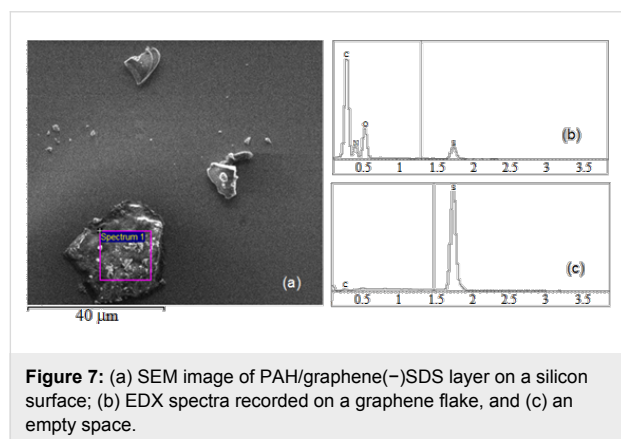 Spectrum 1
(a)
40 µm
C
O
(b)
0.5 1 1.5 2 2.5 3 3.5
C
(c)
0.5 1 1.5 2 2.5 3 3.5
Figure 7: (a) SEM image of PAH/graphene(−)SDS layer on a silicon
surface; (b) EDX spectra recorded on a graphene flake, and (c) an
empty space.